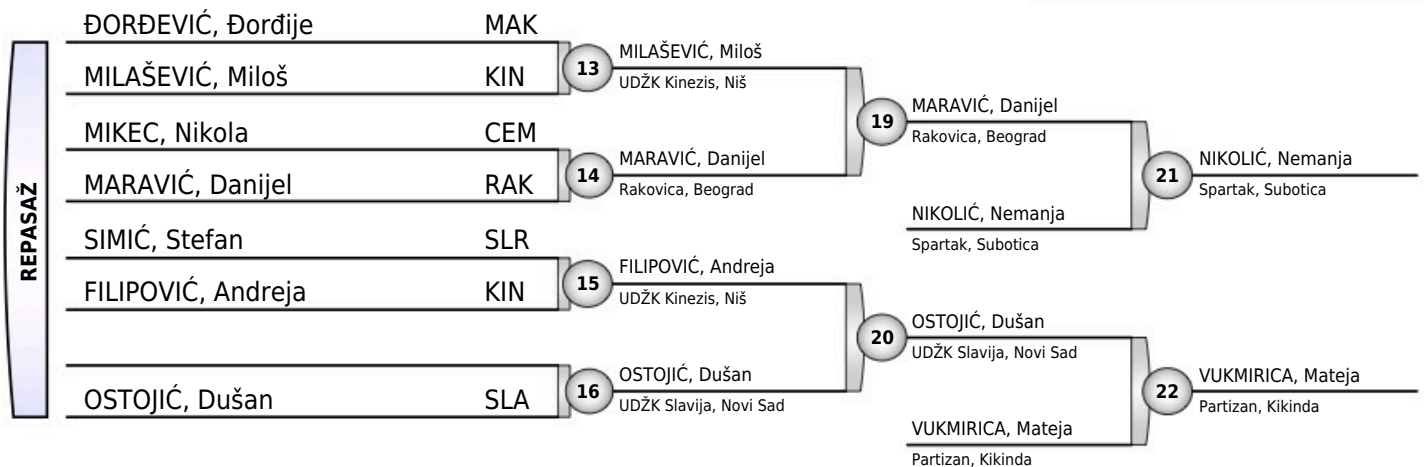 REPASAŽ
ĐORĐEVIĆ, Đorđije MAK
MILAŠEVIĆ, Miloš KIN
MIKEC, Nikola CEM
MARAVIĆ, Danijel RAK
SIMIĆ, Stefan SLR
FILIPOVIĆ, Andreja KIN
OSTOJIĆ, Dušan SLA
13
MILAŠEVIĆ, Miloš
UDŽK Kinezis, Niš
14
MARAVIĆ, Danijel
Rakovica, Beograd
15
FILIPOVIĆ, Andreja
UDŽK Kinezis, Niš
16
OSTOJIĆ, Dušan
UDŽK Slavija, Novi Sad
19
MARAVIĆ, Danijel
Rakovica, Beograd
NIKOLIĆ, Nemanja
Spartak, Subotica
20
OSTOJIĆ, Dušan
UDŽK Slavija, Novi Sad
VUKMIRICA, Mateja
Partizan, Kikinda
21
NIKOLIĆ, Nemanja
Spartak, Subotica
22
VUKMIRICA, Mateja
Partizan, Kikinda